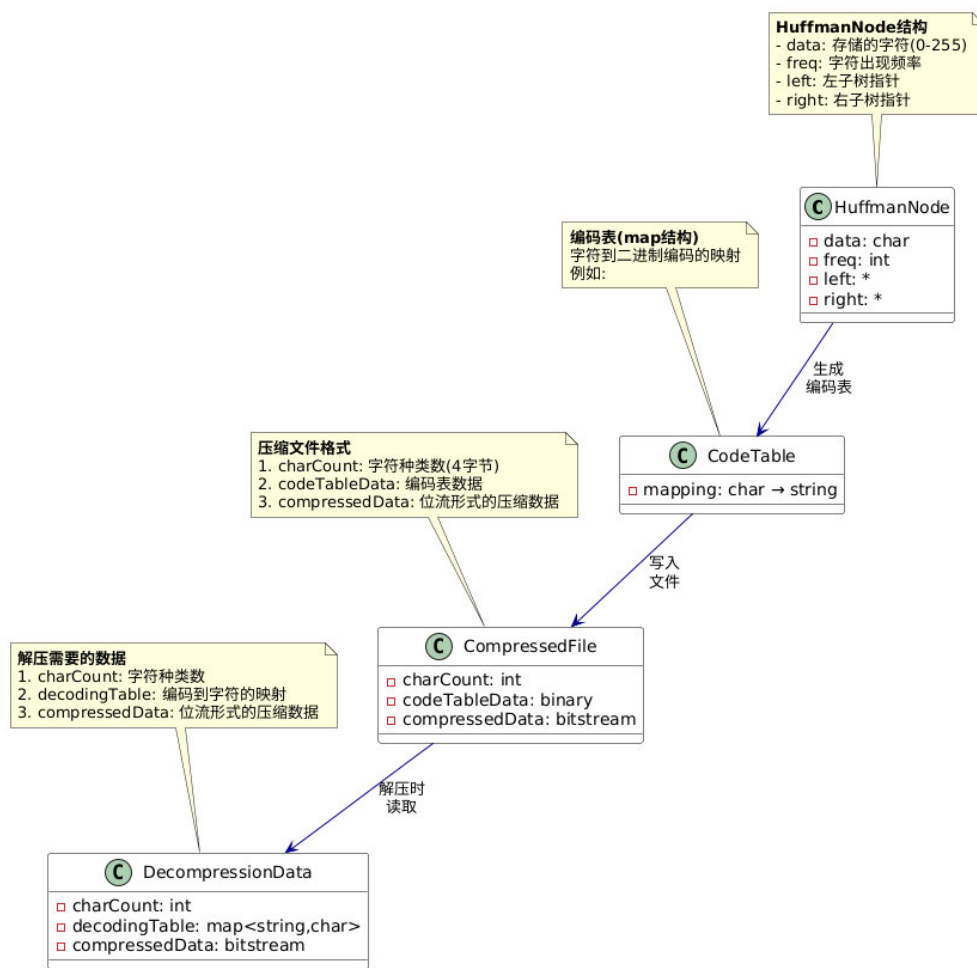 HuffmanNode结构
- data: 存储的字符(0-255)
- freq: 字符出现频率
- left: 左子树指针
- right: 右子树指针
C HuffmanNode
data: char
freq: int
left: *
right: *
编码表(map结构)
字符到二进制编码的映射
例如:
生成
编码表
C CodeTable
mapping: char → string
压缩文件格式
1. charCount: 字符种类数(4字节)
2. codeTableData: 编码表数据
3. compressedData: 位流形式的压缩数据
写入
文件
C CompressedFile
charCount: int
codeTableData: binary
compressedData: bitstream
解压需要的数据
1. charCount: 字符种类数
2. decodingTable: 编码到字符的映射
3. compressedData: 位流形式的压缩数据
解压时
读取
C DecompressionData
charCount: int
decodingTable: map<string,char>
compressedData: bitstream